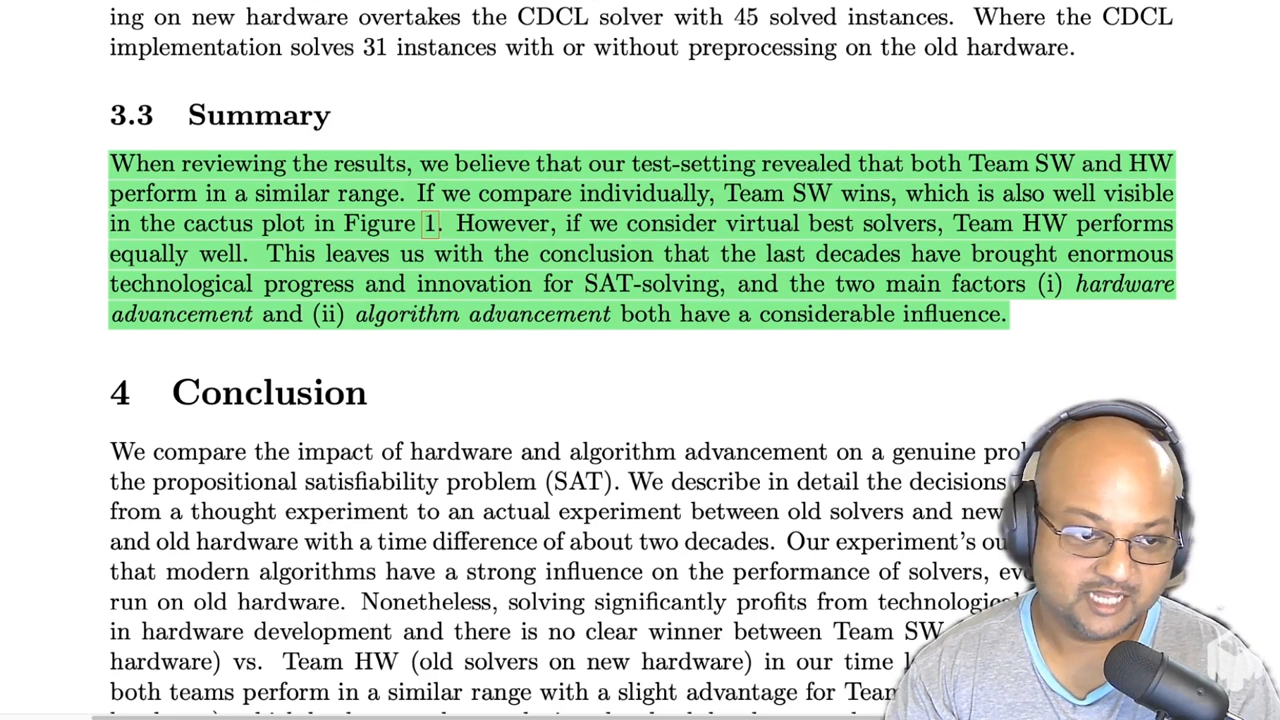 ing on new hardware overtakes the CDCL solver with 45 solved instances. Where the CDCL
implementation solves 31 instances with or without preprocessing on the old hardware.
3.3 Summary
When reviewing the results, we believe that our test-setting revealed that both Team SW and HW
perform in a similar range. If we compare individually, Team SW wins, which is also well visible
in the cactus plot in Figure 1. However, if we consider virtual best solvers, Team HW performs
equally well. This leaves us with the conclusion that the last decades have brought enormous
technological progress and innovation for SAT-solving, and the two main factors (i) hardware
advancement and (ii) algorithm advancement both have a considerable influence.
4 Conclusion
We compare the impact of hardware and algorithm advancement on a genuine
the propositional satisfiability problem (SAT). We describe in detail the decisions
from a thought experiment to an actual experiment between old solvers and new
and old hardware with a time difference of about two decades. Our experiment's
that modern algorithms have a strong influence on the performance of solvers,
run on old hardware. Nonetheless, solving significantly profits from
in hardware development and there is no clear winner between Team SW
hardware) vs. Team HW (old solvers on new hardware) in our time
both teams perform in a similar range with a slight advantage for